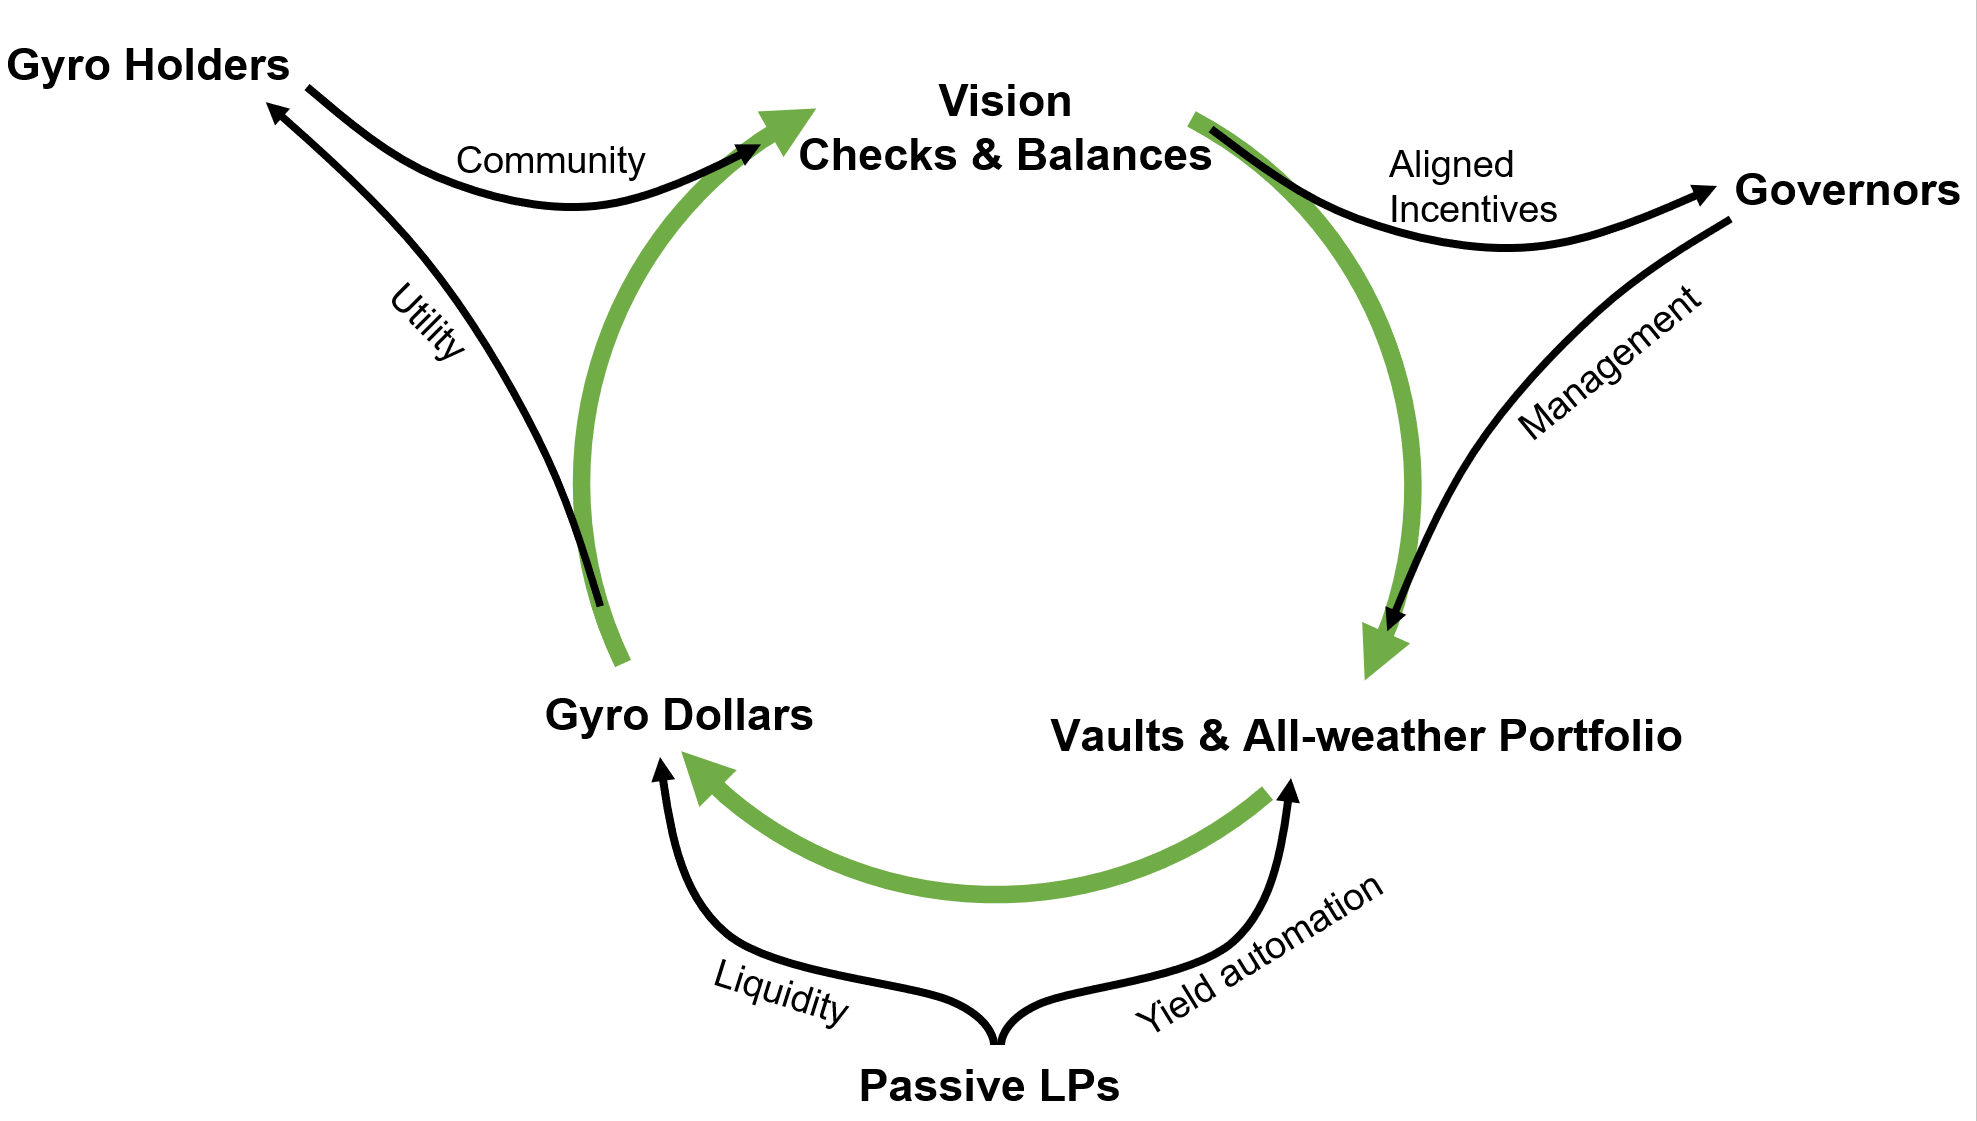 Gyro Holders
Vision
Checks & Balances
Community
Aligned
Incentives
Governors
Utility
Management
Gyro Dollars
Vaults & All-weather Portfolio
Liquidity
Yield automation
Passive LPs